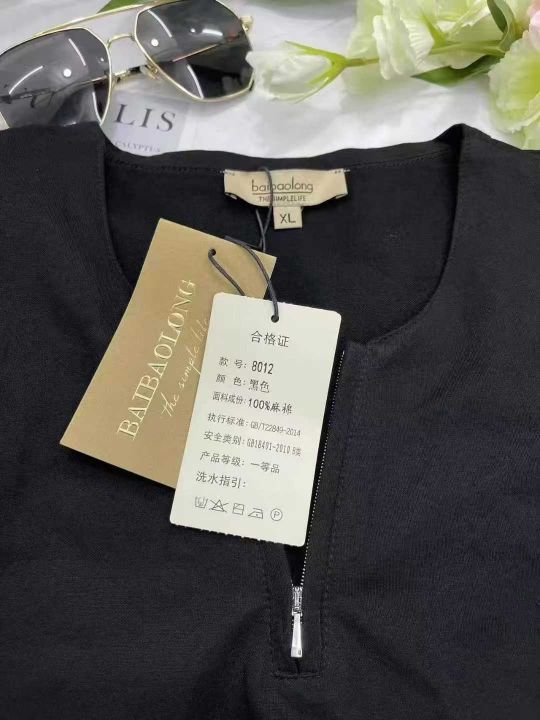 LIS
CALYPTUS
baibaolong
THE SIMPLELIFE
XL
BAIBAOLONG
the simple life
合格证
款 号: 8012
颜 色: 黑色
面料成份: 100%麻棉
执行标准: GB/T22849-2014
安全类别: GB18401-2010 B类
产品等级: 一等品
洗水指引:
P